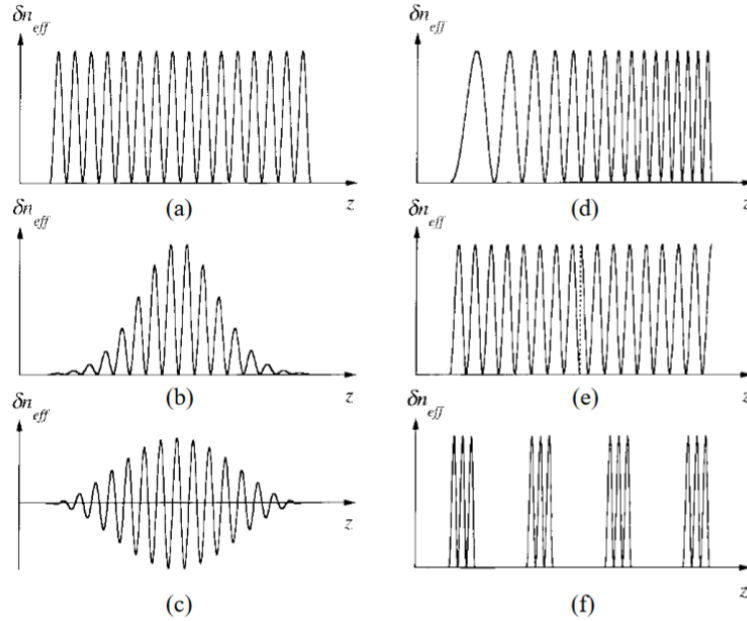 δn eff
z
(a)
δn eff
z
(b)
δn eff
z
(c)
δn eff
z
(d)
δn eff
z
(e)
δn eff
z
(f)